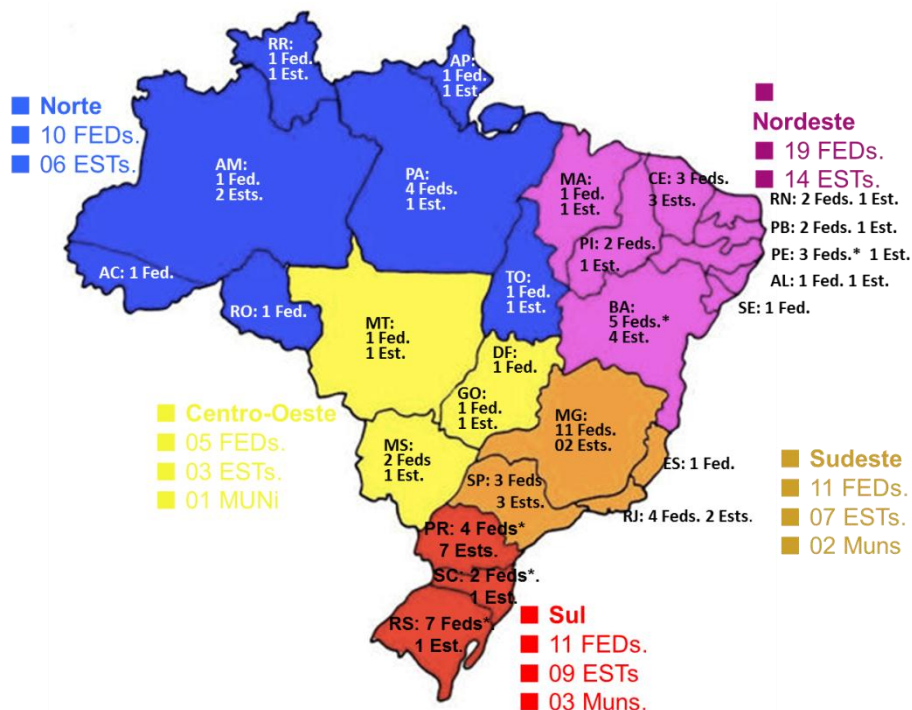 RR:
1 Fed.
1 Est.
AP:
1 Fed.
1 Est.
Norte
10 FEDs.
06 ESTs.
AM:
1 Fed.
2 Ests.
PA:
4 Feds.
1 Est.
AC: 1 Fed.
RO: 1 Fed.
TO:
1 Fed.
1 Est.
Nordeste
19 FEDs.
14 ESTs.
MA:
1 Fed.
1 Est.
CE: 3 Feds.
3 Ests.
RN: 2 Feds. 1 Est.
PB: 2 Feds. 1 Est.
PI: 2 Feds.
1 Est.
PE: 3 Feds.* 1 Est.
AL: 1 Fed. 1 Est.
SE: 1 Fed.
BA:
5 Feds.*
4 Est.
MT:
1 Fed.
1 Est.
DF:
1 Fed.
GO:
1 Fed.
1 Est.
MS:
2 Feds
1 Est.
Centro-Oeste
05 FEDs.
03 ESTs.
01 MUNi
MG:
11 Feds.
02 Ests.
ES: 1 Fed.
SP: 3 Feds
3 Ests.
RJ: 4 Feds. 2 Ests.
Sudeste
11 FEDs.
07 ESTs.
02 Muns
PR: 4 Feds*
7 Ests.
SC: 2 Feds*.
1 Est.
RS: 7 Feds*.
1 Est.
Sul
11 FEDs.
09 ESTs
03 Muns.